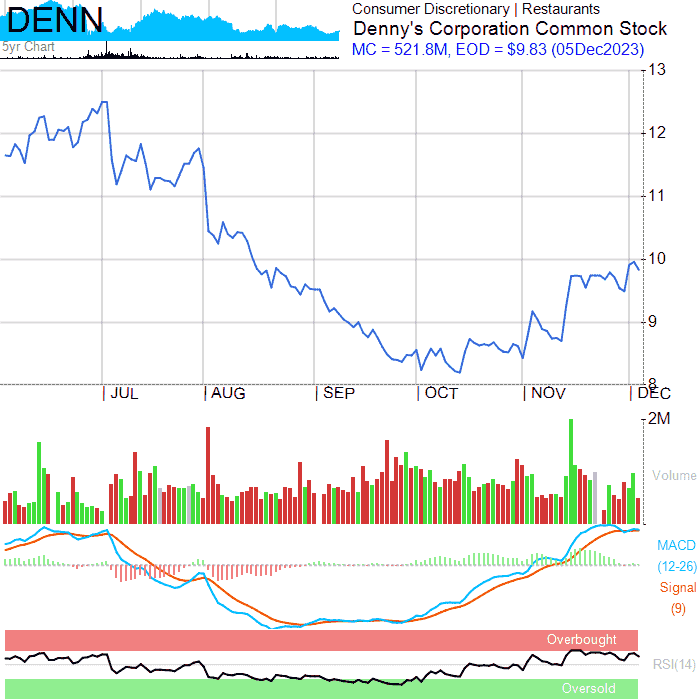 DENN
5yr Chart
Consumer Discretionary | Restaurants
Denny's Corporation Common Stock
MC = 521.8M, EOD = $9.83 (05Dec2023)
13
12
11
10
9
8
| JUL | AUG | SEP | OCT | NOV | DEC
2M
Volume
MACD
(12-26)
Signal
(9)
Overbought
RSI(14)
Oversold